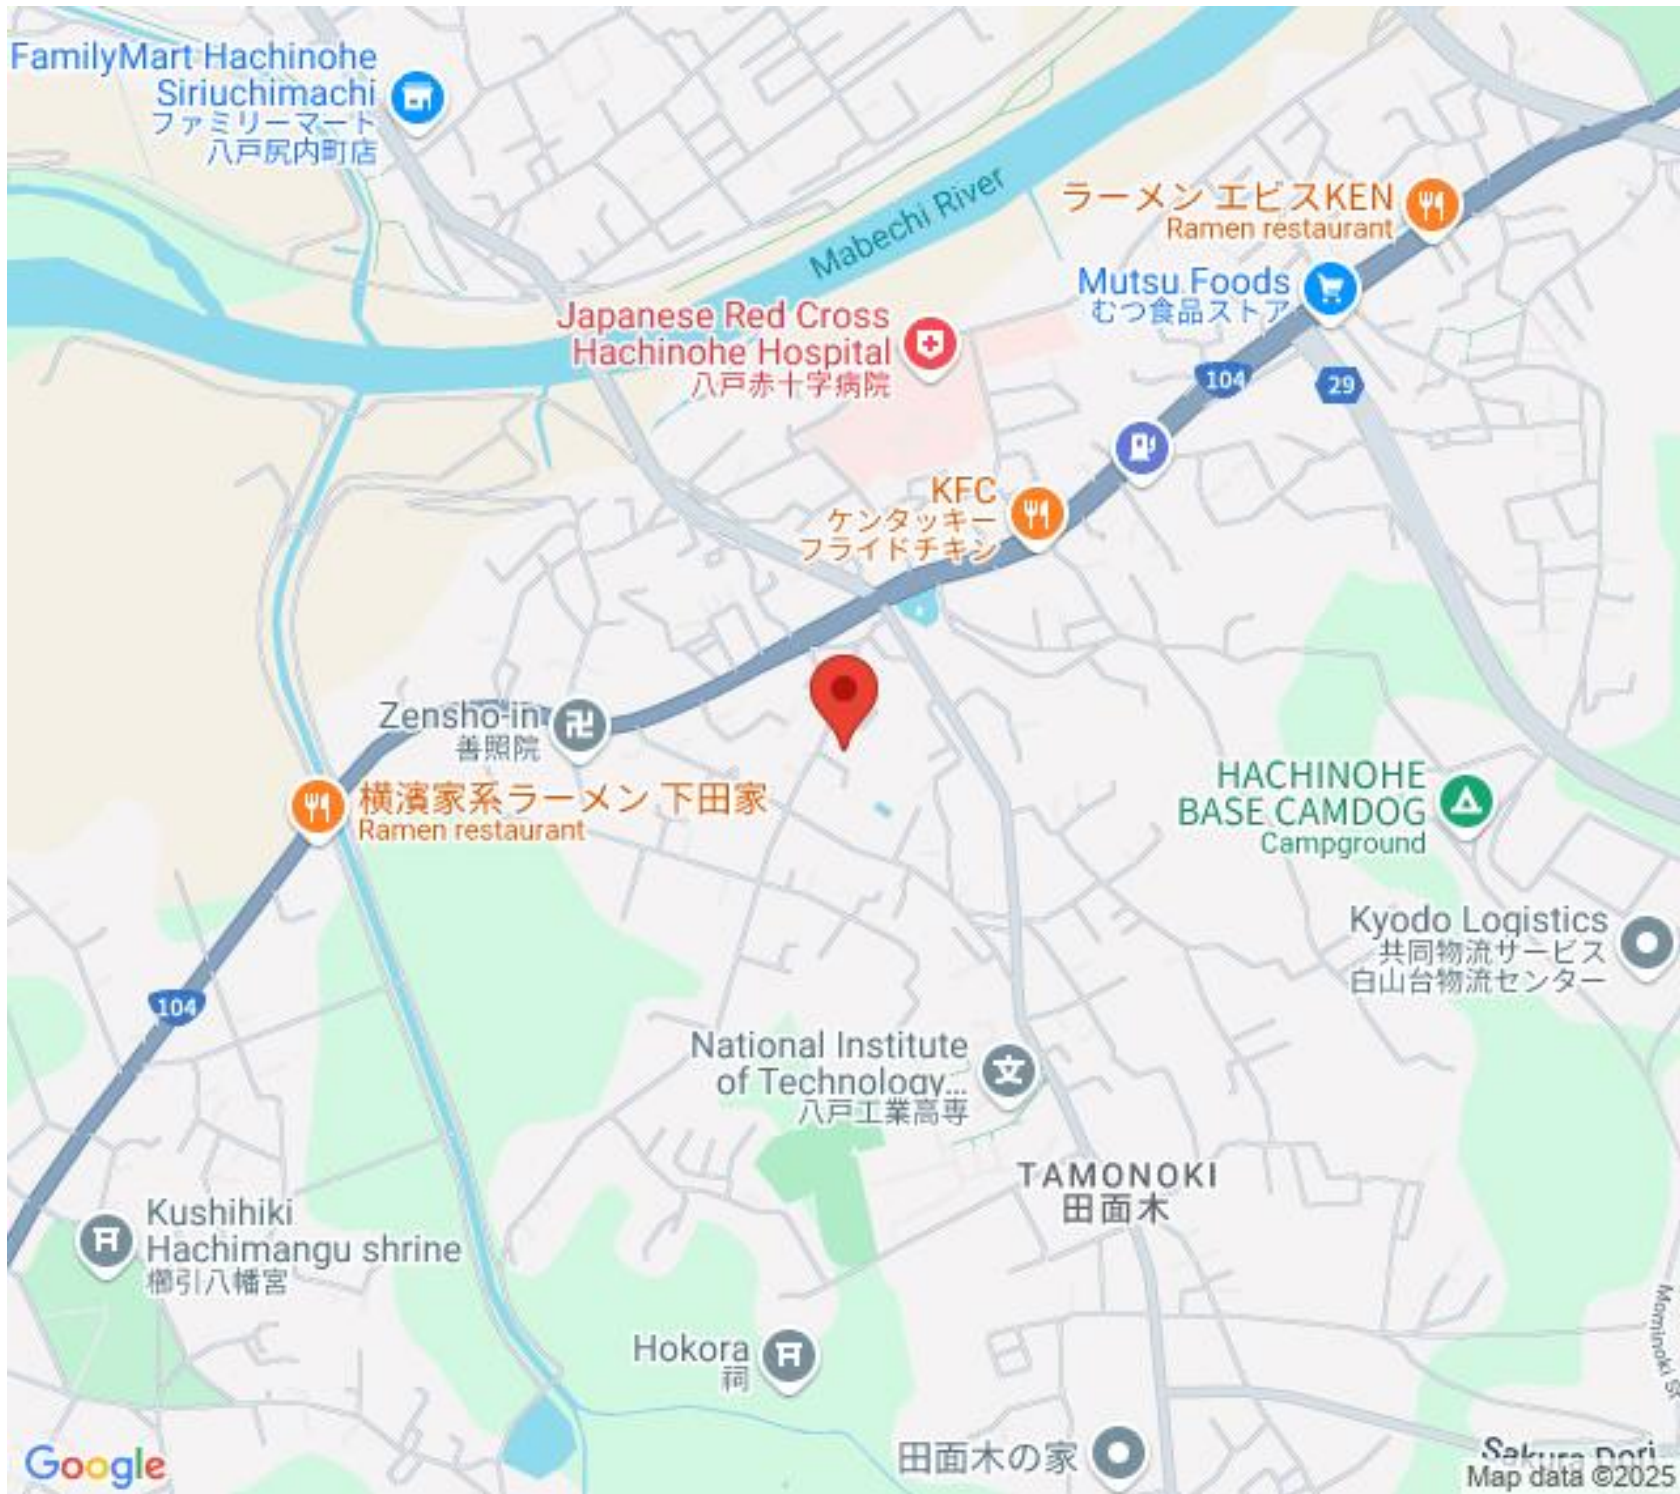 FamilyMart Hachinohe
Siriuchimachi
ファミリーマート
八戸尻内町店
Mabechi River
ラーメン エビスKEN
Ramen restaurant
Mutsu Foods
むつ食品ストア
Japanese Red Cross
Hachinohe Hospital
八戸赤十字病院
104
29
KFC
ケンタッキー
フライドチキン
Zensho-in
善照院
横濱家系ラーメン 下田家
Ramen restaurant
HACHINOHE
BASE CAMDOG
Campground
Kyodo Logistics
共同物流サービス
白山台物流センター
104
National Institute
of Technology...
八戸工業高専
文
TAMONOKI
田面木
Kushihiki
Hachimangu shrine
櫛引八幡宮
Hokora
祠
Mominoki St
田面木の家
Sakura Dori
Google
Map data ©2025